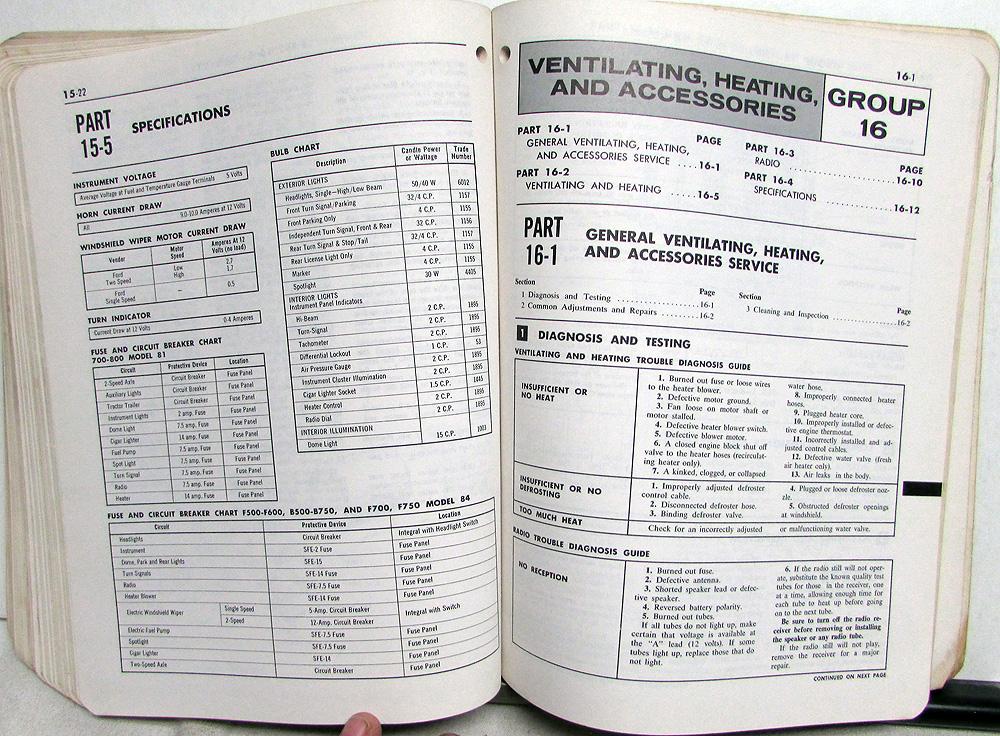 15-22
PART
15-5
SPECIFICATIONS
INSTRUMENT VOLTAGE
Average Voltage at Fuel and Temperature Gauge Terminals 5 Volts
HORN CURRENT DRAW
All 9.0-10.0 Amperes at 12 Volts
WINDSHIELD WIPER MOTOR CURRENT DRAW
Vendor Motor Speed Amperes At 12 Volts (no load)
Ford Two Speed Low 2.7
High 1.7
Ford Single Speed — 0.5
TURN INDICATOR
Current Draw at 12 Volts 0-4 Amperes
FUSE AND CIRCUIT BREAKER CHART
700-800 MODEL 81
Circuit Protective Device Location
2-Speed Axle Circuit Breaker Fuse Panel
Auxiliary Lights Circuit Breaker Fuse Panel
Tractor Trailer Circuit Breaker Fuse Panel
Instrument Lights 2 amp. Fuse Fuse Panel
Dome Light 7.5 amp. Fuse Fuse Panel
Cigar Lighter 14 amp. Fuse Fuse Panel
Fuel Pump 7.5 amp. Fuse Fuse Panel
Spot Light 7.5 amp. Fuse Fuse Panel
Turn Signal 7.5 amp. Fuse Fuse Panel
Radio 7.5 amp. Fuse Fuse Panel
Heater 14 amp. Fuse Fuse Panel
BULB CHART
Description Candle Power or Wattage Trade Number
EXTERIOR LIGHTS
Headlights, Single—High/Low Beam 50/40 W 6012
Front Turn Signal/Parking 32/4 C.P. 1157
Front Parking Only 4 C.P. 1155
Independent Turn Signal, Front & Rear 32 C.P. 1156
Rear Turn Signal & Stop/Tail 32/4 C.P. 1157
Rear License Light Only 4 C.P. 1155
Marker 4 C.P. 1155
Spotlight 30 W 4405
INTERIOR LIGHTS
Instrument Panel Indicators
Hi-Beam 2 C.P. 1895
Turn-Signal 2 C.P. 1895
Tachometer 2 C.P. 1895
Differential Lockout 1 C.P. 53
Air Pressure Gauge 2 C.P. 1895
Instrument Cluster Illumination 2 C.P. 1895
Cigar Lighter Socket 1.5 C.P. 1445
Heater Control 2 C.P. 1895
Radio Dial 2 C.P. 1895
INTERIOR ILLUMINATION
Dome Light 15 C.P. 1003
FUSE AND CIRCUIT BREAKER CHART F500-F600, B500-B750, AND F700, F750 MODEL 84
Circuit Protective Device Location
Headlights Circuit Breaker Integral with Headlight Switch
Instrument SFE-2 Fuse Fuse Panel
Dome, Park and Rear Lights SFE-15 Fuse Panel
Turn Signals SFE-14 Fuse Fuse Panel
Radio SFE-7.5 Fuse Fuse Panel
Heater Blower SFE-14 Fuse Fuse Panel
Electric Windshield Wiper Single Speed 5-Amp. Circuit Breaker Integral with Switch
2-Speed 12-Amp. Circuit Breaker
Electric Fuel Pump SFE-7.5 Fuse Fuse Panel
Spotlight SFE-7.5 Fuse Fuse Panel
Cigar Lighter SFE-14 Fuse Panel
Two-Speed Axle Circuit Breaker Fuse Panel
16-1
VENTILATING, HEATING,
AND ACCESSORIES
GROUP
16
PART 16-1 PAGE
GENERAL VENTILATING, HEATING,
AND ACCESSORIES SERVICE ....16-1
PART 16-2
VENTILATING AND HEATING .....16-5
PART 16-3 PAGE
RADIO ....................16-10
PART 16-4
SPECIFICATIONS ..............16-12
PART
16-1
GENERAL VENTILATING, HEATING,
AND ACCESSORIES SERVICE
Section Page
1 Diagnosis and Testing ..................16-1
2 Common Adjustments and Repairs .........16-2
Section Page
3 Cleaning and Inspection ................16-2
1 DIAGNOSIS AND TESTING
VENTILATING AND HEATING TROUBLE DIAGNOSIS GUIDE
INSUFFICIENT OR
NO HEAT
1. Burned out fuse or loose wires
to the heater blower.
2. Defective motor ground.
3. Fan loose on motor shaft or
motor stalled.
4. Defective heater blower switch.
5. Defective blower motor.
6. A closed engine block shut off
valve to the heater hoses (recirculat-
ing heater only).
7. A kinked, clogged, or collapsed
water hose.
8. Improperly connected heater
hoses.
9. Plugged heater core.
10. Improperly installed or defec-
tive engine thermostat.
11. Incorrectly installed and ad-
justed control cables.
12. Defective water valve (fresh
air heater only).
13. Air leaks in the body.
INSUFFICIENT OR NO
DEFROSTING
1. Improperly adjusted defroster
control cable.
2. Disconnected defroster hose.
3. Binding defroster valve.
4. Plugged or loose defroster noz-
zle.
5. Obstructed defroster openings
at windshield.
TOO MUCH HEAT
Check for an incorrectly adjusted or malfunctioning water valve.
RADIO TROUBLE DIAGNOSIS GUIDE
NO RECEPTION
1. Burned out fuse.
2. Defective antenna.
3. Shorted speaker lead or defec-
tive speaker.
4. Reversed battery polarity.
5. Burned out tubes.
If all tubes do not light up, make
certain that voltage is available at
the "A" lead (12 volts). If some
tubes light up, replace those that do
not light.
6. If the radio still will not oper-
ate, substitute the known quality test
tubes for those in the receiver, one
at a time, allowing enough time for
each tube to heat up before going
on to the next tube.
Be sure to turn off the radio re-
ceiver before removing or installing
the speaker or any radio tube.
If the radio still will not play,
remove the receiver for a major
repair.
CONTINUED ON NEXT PAGE